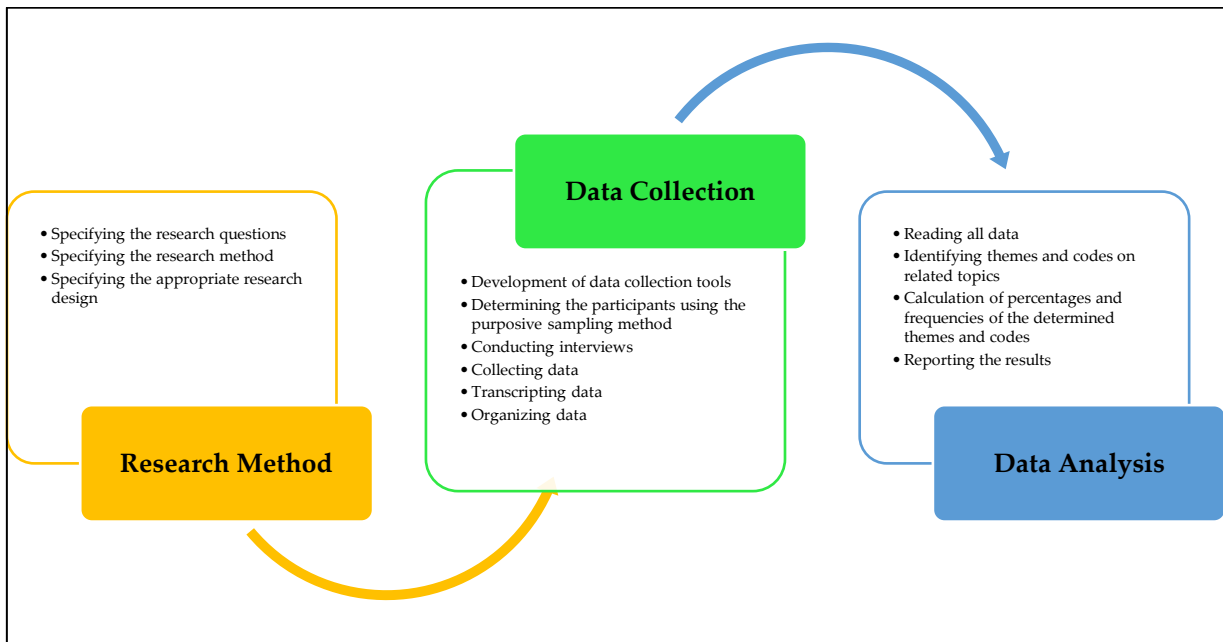 • Specifying the research questions
• Specifying the research method
• Specifying the appropriate research
design
Research Method
Data Collection
• Development of data collection tools
• Determining the participants using the
purposive sampling method
• Conducting interviews
• Collecting data
• Transcripting data
• Organizing data
• Reading all data
• Identifying themes and codes on
related topics
• Calculation of percentages and
frequencies of the determined
themes and codes
• Reporting the results
Data Analysis